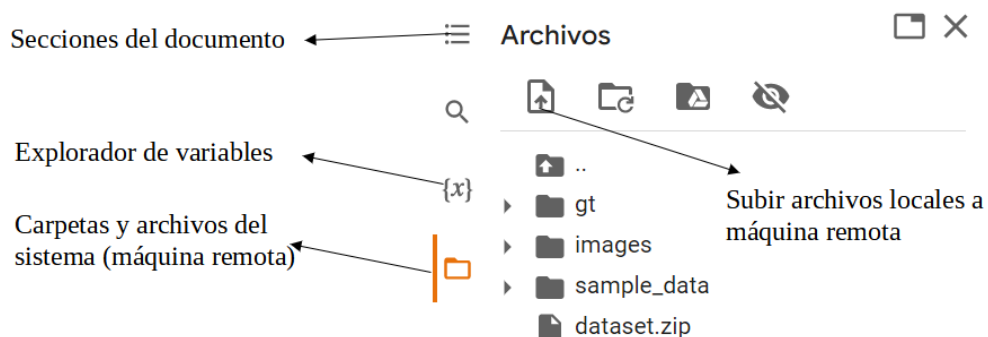 Secciones del documento
Archivos
Explorador de variables
{x}
..
gt
Subir archivos locales a
máquina remota
Carpetas y archivos del
sistema (máquina remota)
images
sample_data
dataset.zip